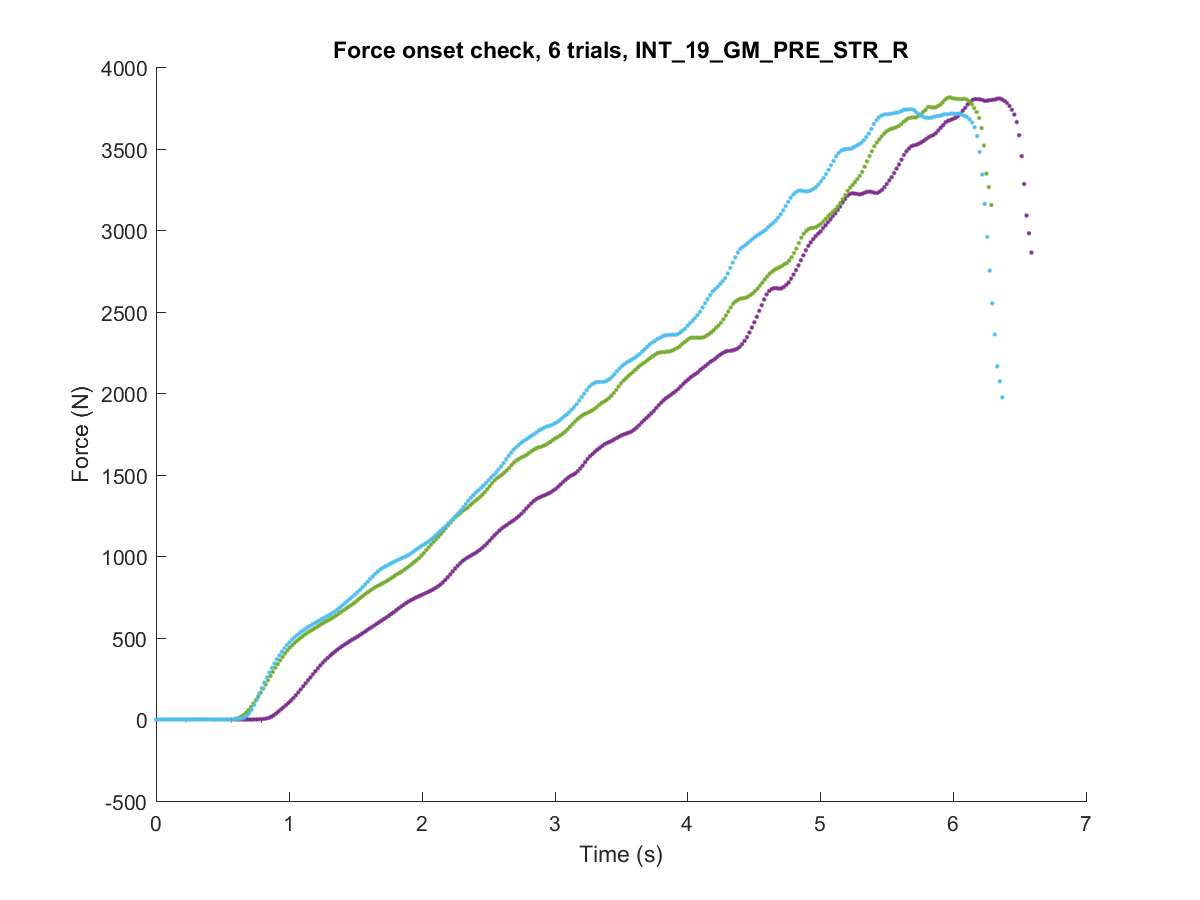 Force onset check, 6 trials, INT_19_GM_PRE_STR_R
4000
3500
3000
2500
2000
1500
1000
500
0
-500
Force (N)
0 1 2 3 4 5 6 7
Time (s)